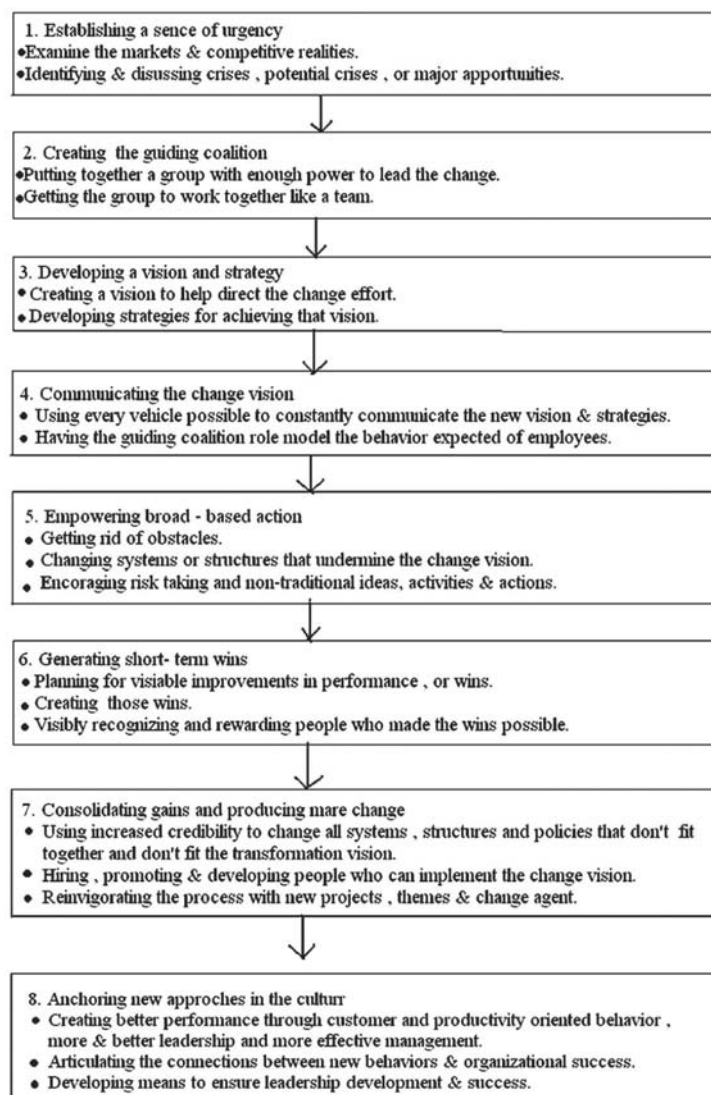 1. Establishing a sence of urgency
•Examine the markets & competitive realities.
•Identifying & disussing crises , potential crises , or major apportunities.
2. Creating the guiding coalition
•Putting together a group with enough power to lead the change.
•Getting the group to work together like a team.
3. Developing a vision and strategy
• Creating a vision to help direct the change effort.
• Developing strategies for achieving that vision.
4. Communicating the change vision
• Using every vehicle possible to constantly communicate the new vision & strategies.
• Having the guiding coalition role model the behavior expected of employees.
5. Empowering broad - based action
• Getting rid of obstacles.
• Changing systems or structures that undermine the change vision.
• Encoraging risk taking and non-traditional ideas, activities & actions.
6. Generating short- term wins
• Planning for visiable improvements in performance , or wins.
• Creating those wins.
• Visibly recognizing and rewarding people who made the wins possible.
7. Consolidating gains and producing mare change
• Using increased credibility to change all systems , structures and policies that don't fit
together and don't fit the transformation vision.
• Hiring , promoting & developing people who can implement the change vision.
• Reinvigorating the process with new projects , themes & change agent.
8. Anchoring new approches in the culturr
• Creating better performance through customer and productivity oriented behavior ,
more & better leadership and more effective management.
• Articulating the connections between new behaviors & organizational success.
• Developing means to ensure leadership development & success.